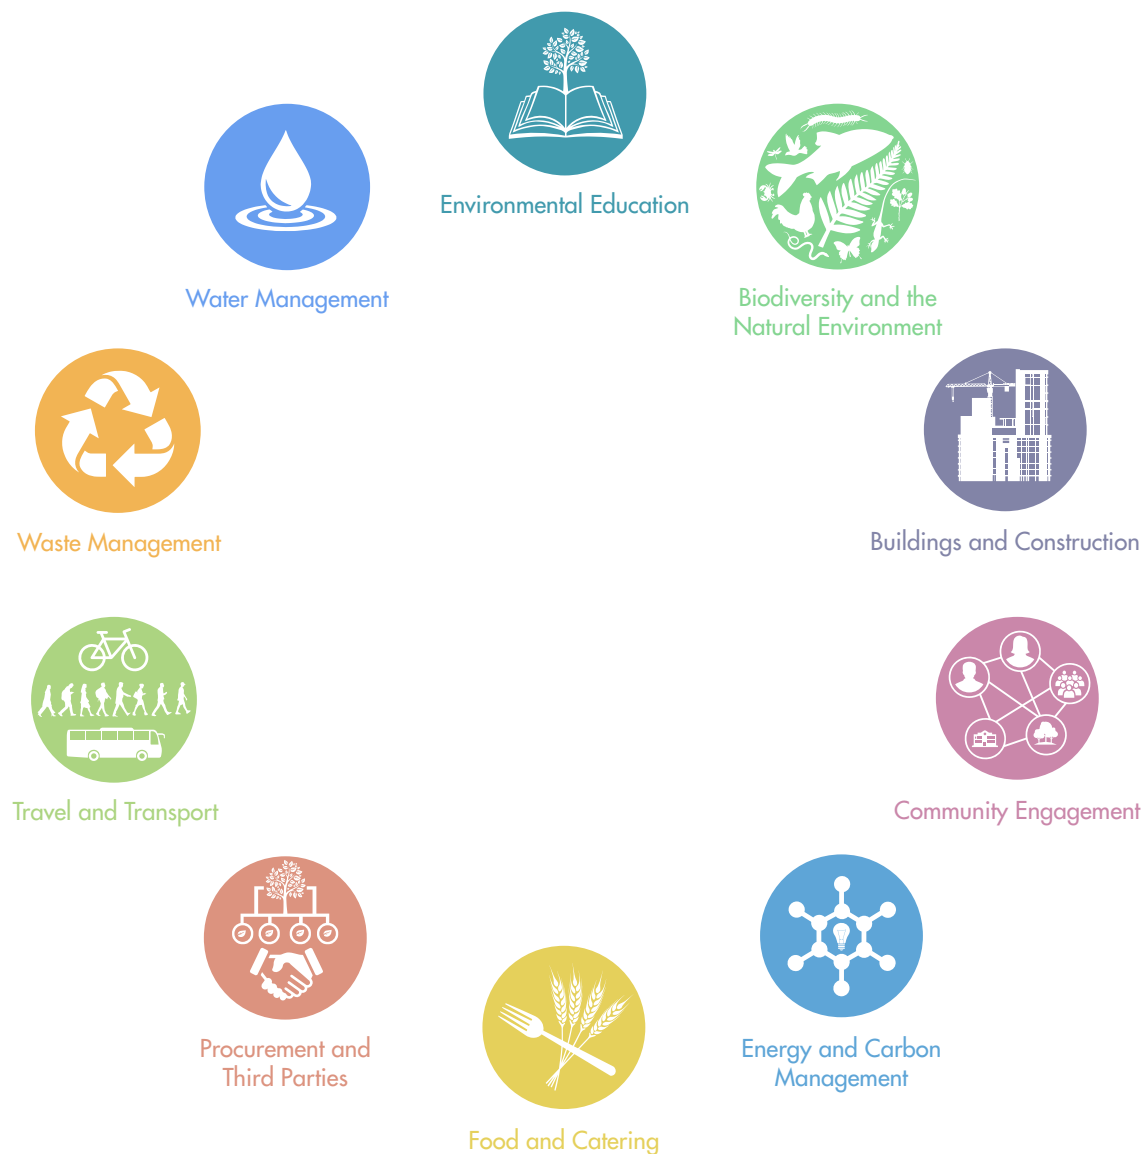 Environmental Education
Water Management
Biodiversity and the
Natural Environment
Waste Management
Buildings and Construction
Travel and Transport
Community Engagement
Procurement and
Third Parties
Energy and Carbon
Management
Food and Catering